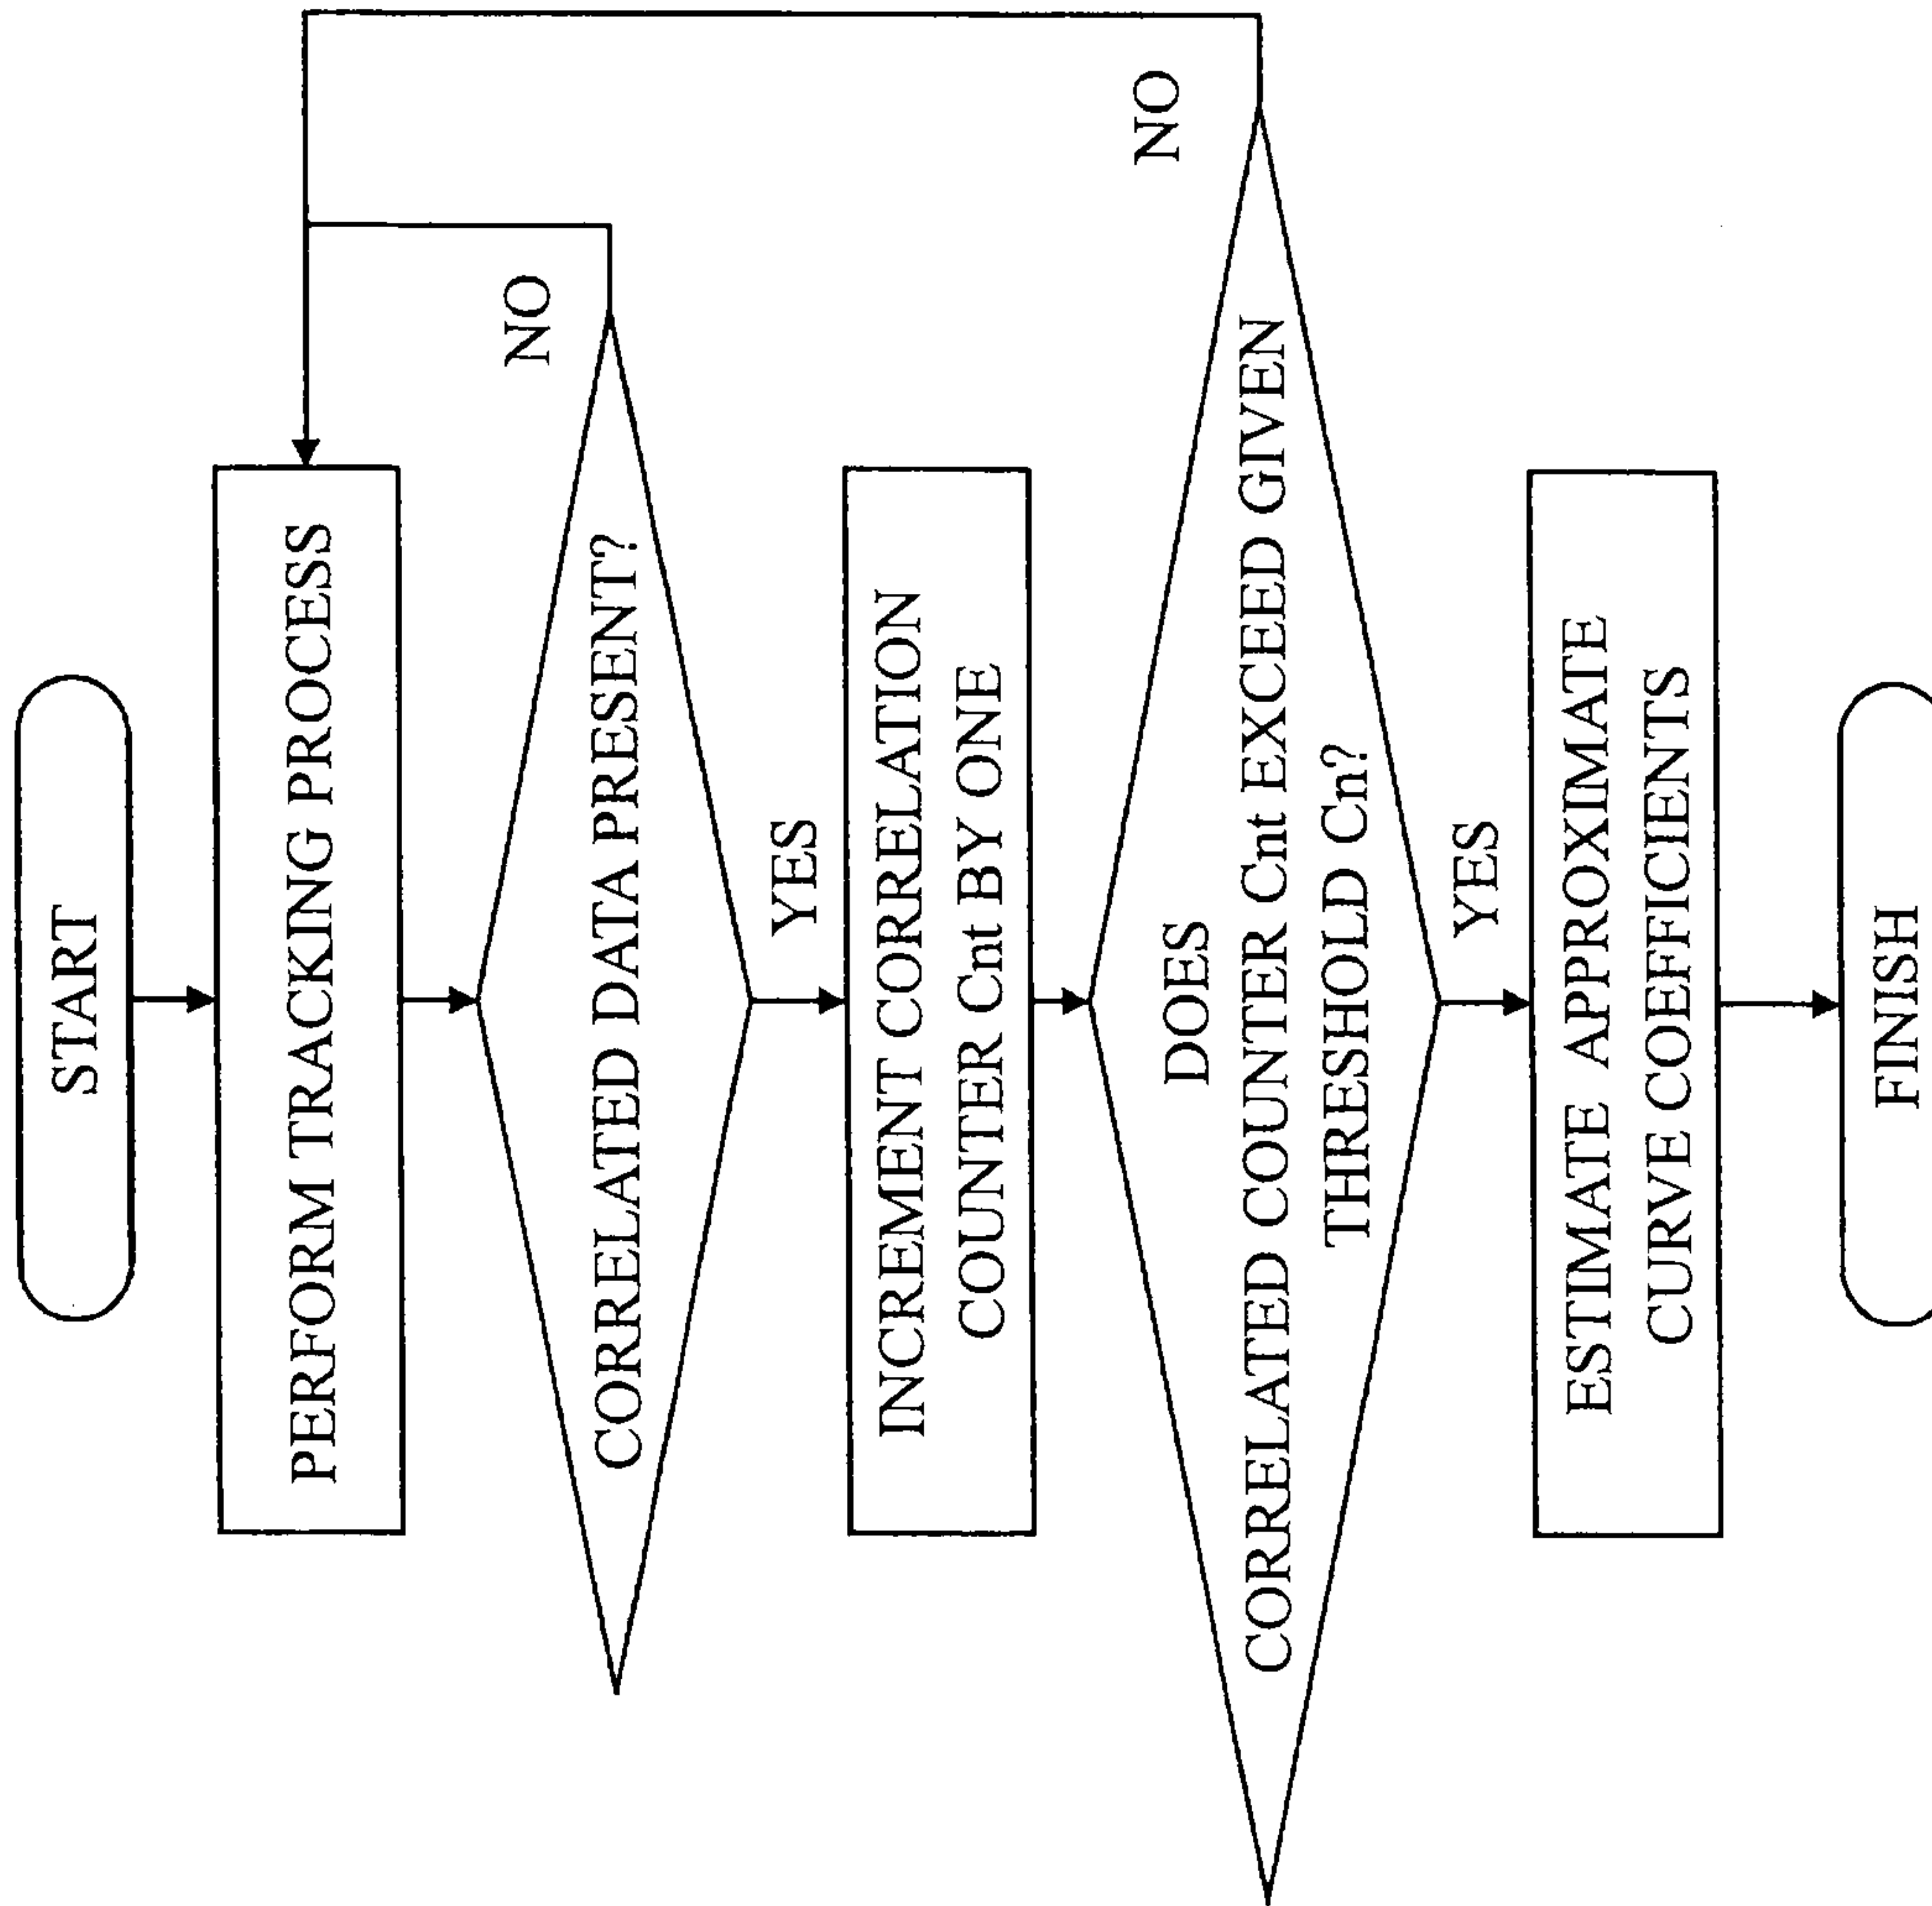 START
PERFORM TRACKING PROCESS
CORRELATED DATA PRESENT?
NO
YES
INCREMENT CORRELATION
COUNTER Cnt BY ONE
DOES
CORRELATED COUNTER Cnt EXCEED GIVEN
THRESHOLD Cn?
NO
YES
ESTIMATE APPROXIMATE
CURVE COEFFICIENTS
FINISH